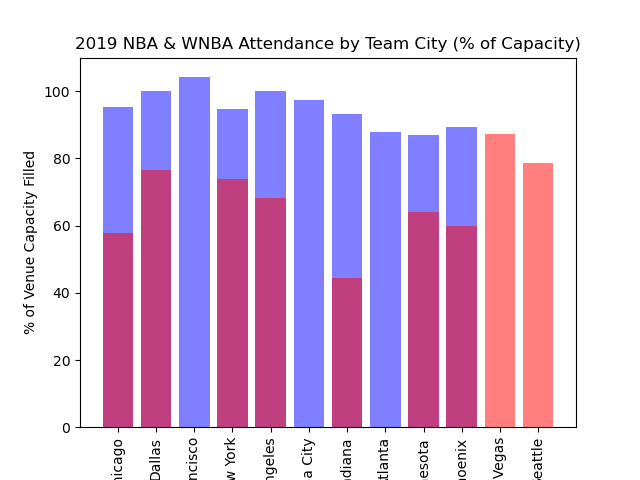 2019 NBA & WNBA Attendance by Team City (% of Capacity)
% of Venue Capacity Filled
100
80
60
40
20
0
hicago
Dallas
ncisco
w York
ngeles
a City
ndiana
tlanta
esota
oenix
Vegas
eattle